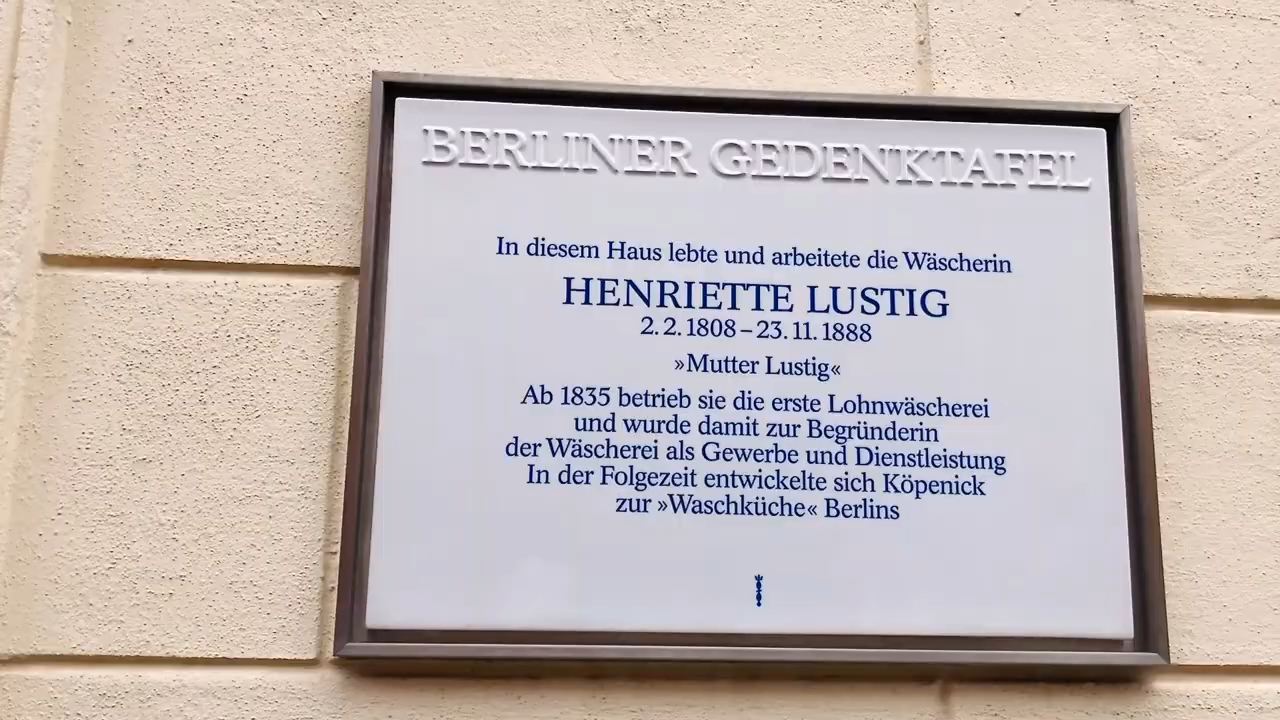 BERLINER GEDENKTAFEL
In diesem Haus lebte und arbeitete die Wäscherin
HENRIETTE LUSTIG
2. 2. 1808 – 23. 11. 1888
»Mutter Lustig«
Ab 1835 betrieb sie die erste Lohnwäscherei
und wurde damit zur Begründerin
der Wäscherei als Gewerbe und Dienstleistung
In der Folgezeit entwickelte sich Köpenick
zur »Waschküche« Berlins